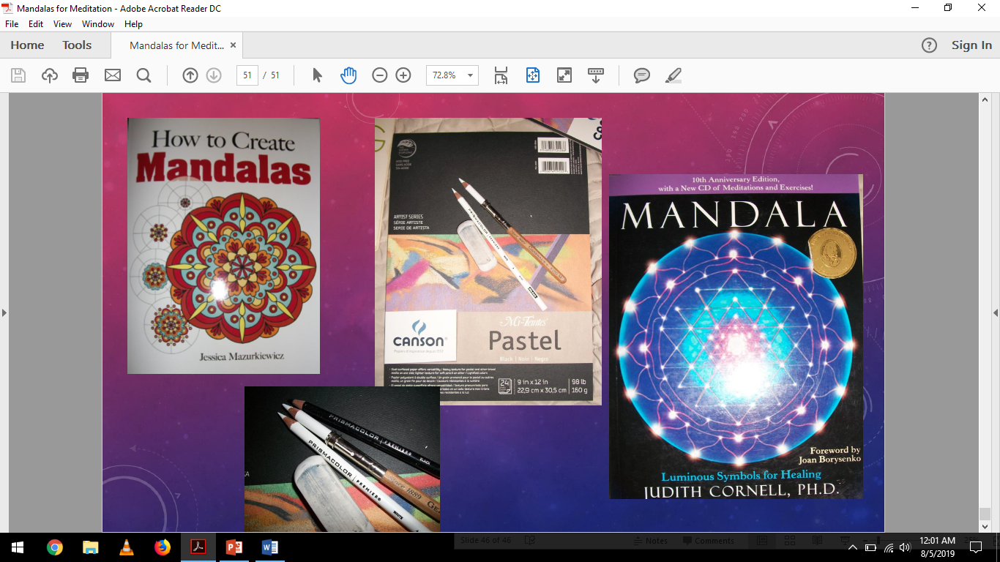 Mandalas for Meditation - Adobe Acrobat Reader DC
File Edit View Window Help
Home Tools Mandalas for Medit... × ? Sign In
51 / 51 72.8%
How to Create
Mandalas
Jessica Mazurkiewicz
ARTIST SERIES
SÉRIE ARTISTE
SERIE DE ARTISTA
PRISMACOLOR
CANSON
Mi-Teintes
Pastel
Black | Noir | Negro
24
9 in x 12 in
22,9 cm x 30,5 cm
98 lb
160 g
PRISMACOLOR PREMIER BLACK
PRISMACOLOR PREMIER WHITE
Since 1889
10th Anniversary Edition,
with a New CD of Meditations and Exercises!
MANDALA
Foreword by
Joan Borysenko
Luminous Symbols for Healing
JUDITH CORNELL, PH.D.
Slide 46 of 46 Notes Comments
12:01 AM
8/5/2019